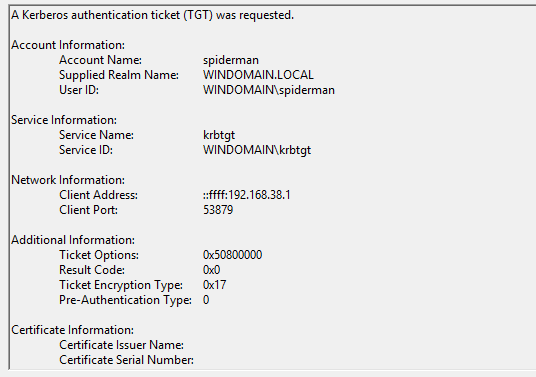 A Kerberos authentication ticket (TGT) was requested.
Account Information:
Account Name: spiderman
Supplied Realm Name: WINDOMAIN.LOCAL
User ID: WINDOMAIN\spiderman
Service Information:
Service Name: krbtgt
Service ID: WINDOMAIN\krbtgt
Network Information:
Client Address: ::ffff:192.168.38.1
Client Port: 53879
Additional Information:
Ticket Options: 0x50800000
Result Code: 0x0
Ticket Encryption Type: 0x17
Pre-Authentication Type: 0
Certificate Information:
Certificate Issuer Name:
Certificate Serial Number: